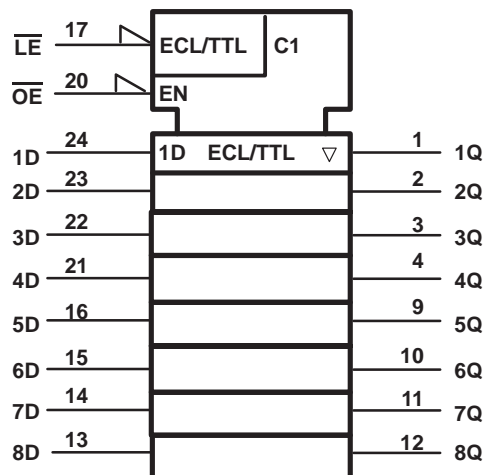 L̅E̅ 17 ECL/TTL C1
O̅E̅ 20 EN
1D 24 1D ECL/TTL ▽ 1 1Q
2D 23 2 2Q
3D 22 3 3Q
4D 21 4 4Q
5D 16 9 5Q
6D 15 10 6Q
7D 14 11 7Q
8D 13 12 8Q